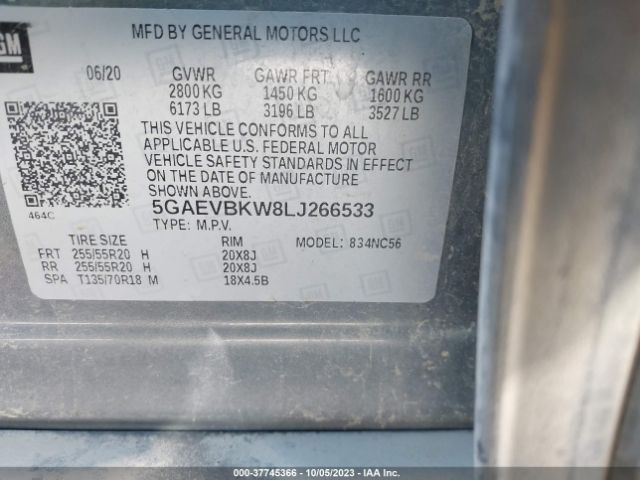 GM
MFD BY GENERAL MOTORS LLC
06/20 GVWR GAWR FRT GAWR RR
2800 KG 1450 KG 1600 KG
6173 LB 3196 LB 3527 LB
THIS VEHICLE CONFORMS TO ALL
APPLICABLE U.S. FEDERAL MOTOR
VEHICLE SAFETY STANDARDS IN EFFECT
ON THE DATE OF MANUFACTURE
SHOWN ABOVE.
464C 5GAEVBKW8LJ266533
TYPE: M.P.V.
TIRE SIZE RIM MODEL: 834NC56
FRT 255/55R20 H 20X8J
RR 255/55R20 H 20X8J
SPA T135/70R18 M 18X4.5B
000-37745366 - 10/05/2023 - IAA Inc.